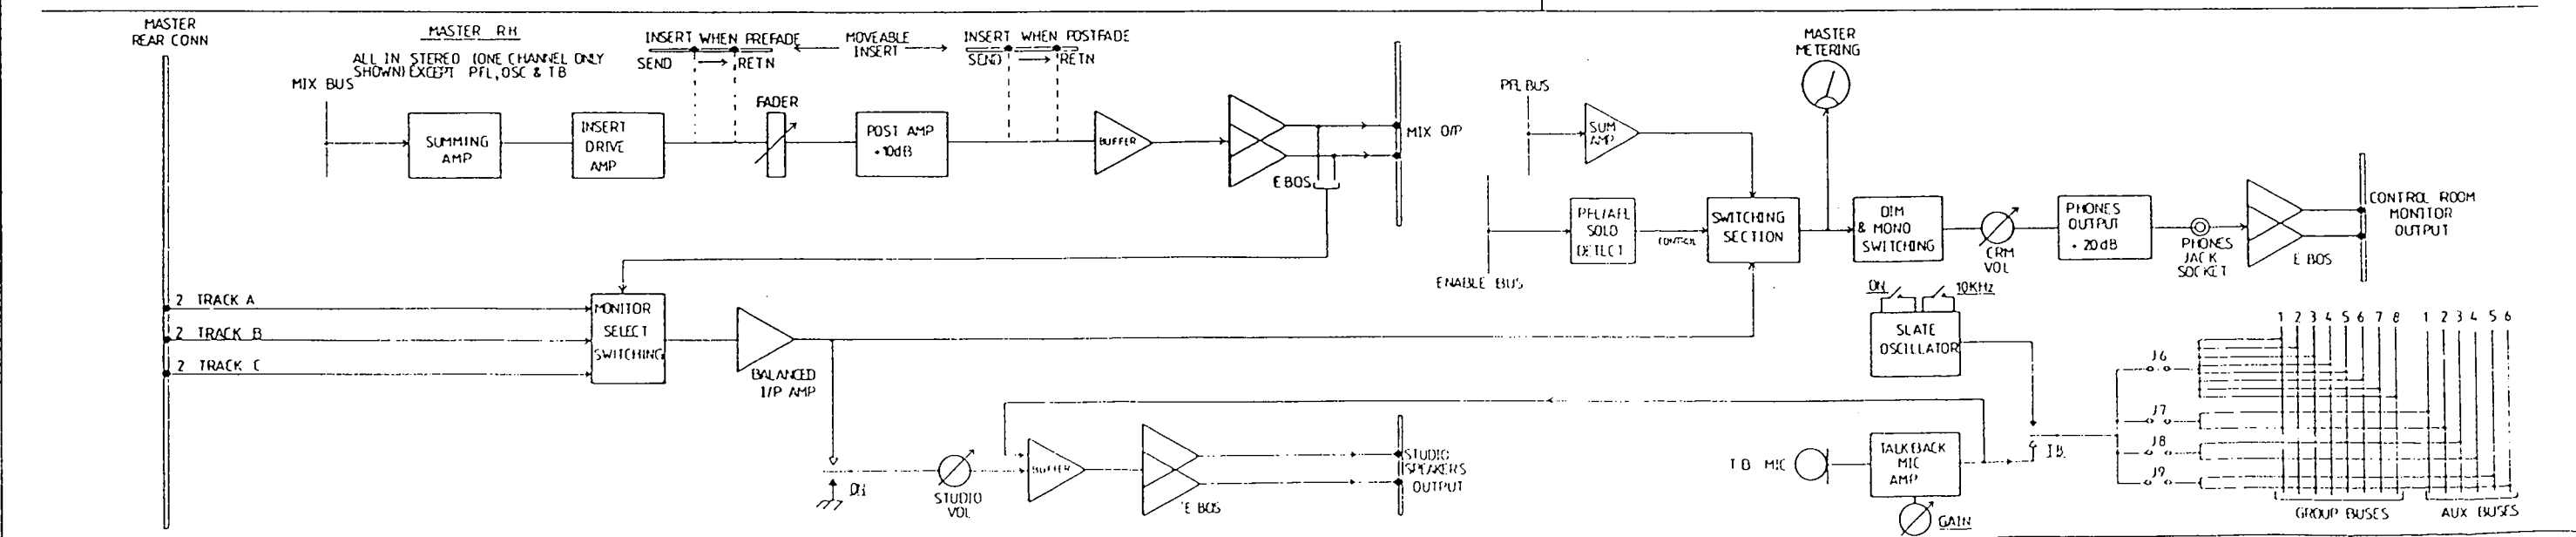 MASTER
REAR CONN
MASTER RH
ALL IN STEREO (ONE CHANNEL ONLY
SHOWN) EXCEPT PFL, OSC & TB
MIX BUS
SUMMING
AMP
INSERT
DRIVE
AMP
INSERT WHEN PREFADE
SEND → RETN
MOVEABLE
INSERT
INSERT WHEN POSTFADE
SEND → RETN
FADER
POST AMP
+10dB
BUFFER
E BOS
MIX O/P
PFL BUS
SUM
AMP
MASTER
METERING
ENABLE BUS
PFL/AFL
SOLO
DETECT
CONTROL
SWITCHING
SECTION
DIM
& MONO
SWITCHING
CRM
VOL
PHONES
OUTPUT
+20dB
PHONES
JACK
SOCKET
E BOS
CONTROL ROOM
MONITOR
OUTPUT
2 TRACK A
2 TRACK B
2 TRACK C
MONITOR
SELECT
SWITCHING
BALANCED
I/P AMP
ON
STUDIO
VOL
BUFFER
E BOS
STUDIO
SPEAKERS
OUTPUT
ON
10KHz
SLATE
OSCILLATOR
TB MIC
TALKBACK
MIC
AMP
GAIN
TB
J6
J7
J8
J9
1 2 3 4 5 6 7 8
1 2 3 4 5 6
GROUP BUSES
AUX BUSES